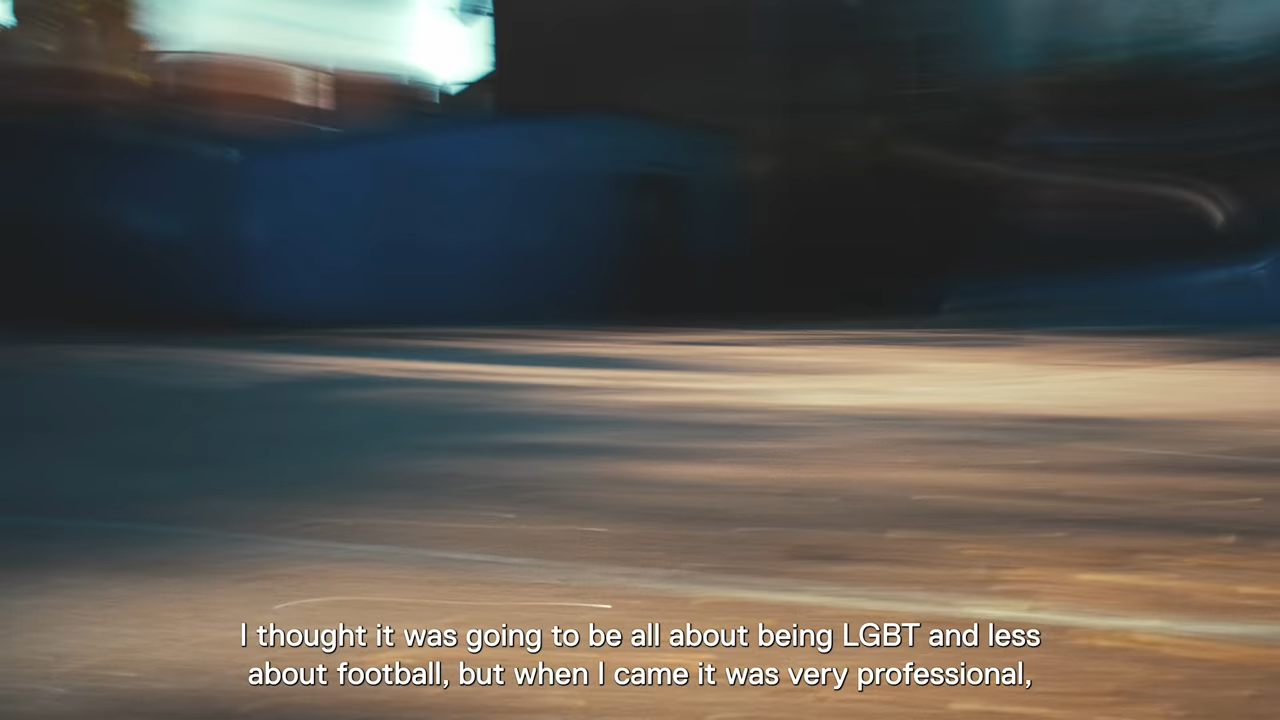 I thought it was going to be all about being LGBT and less
about football, but when I came it was very professional,